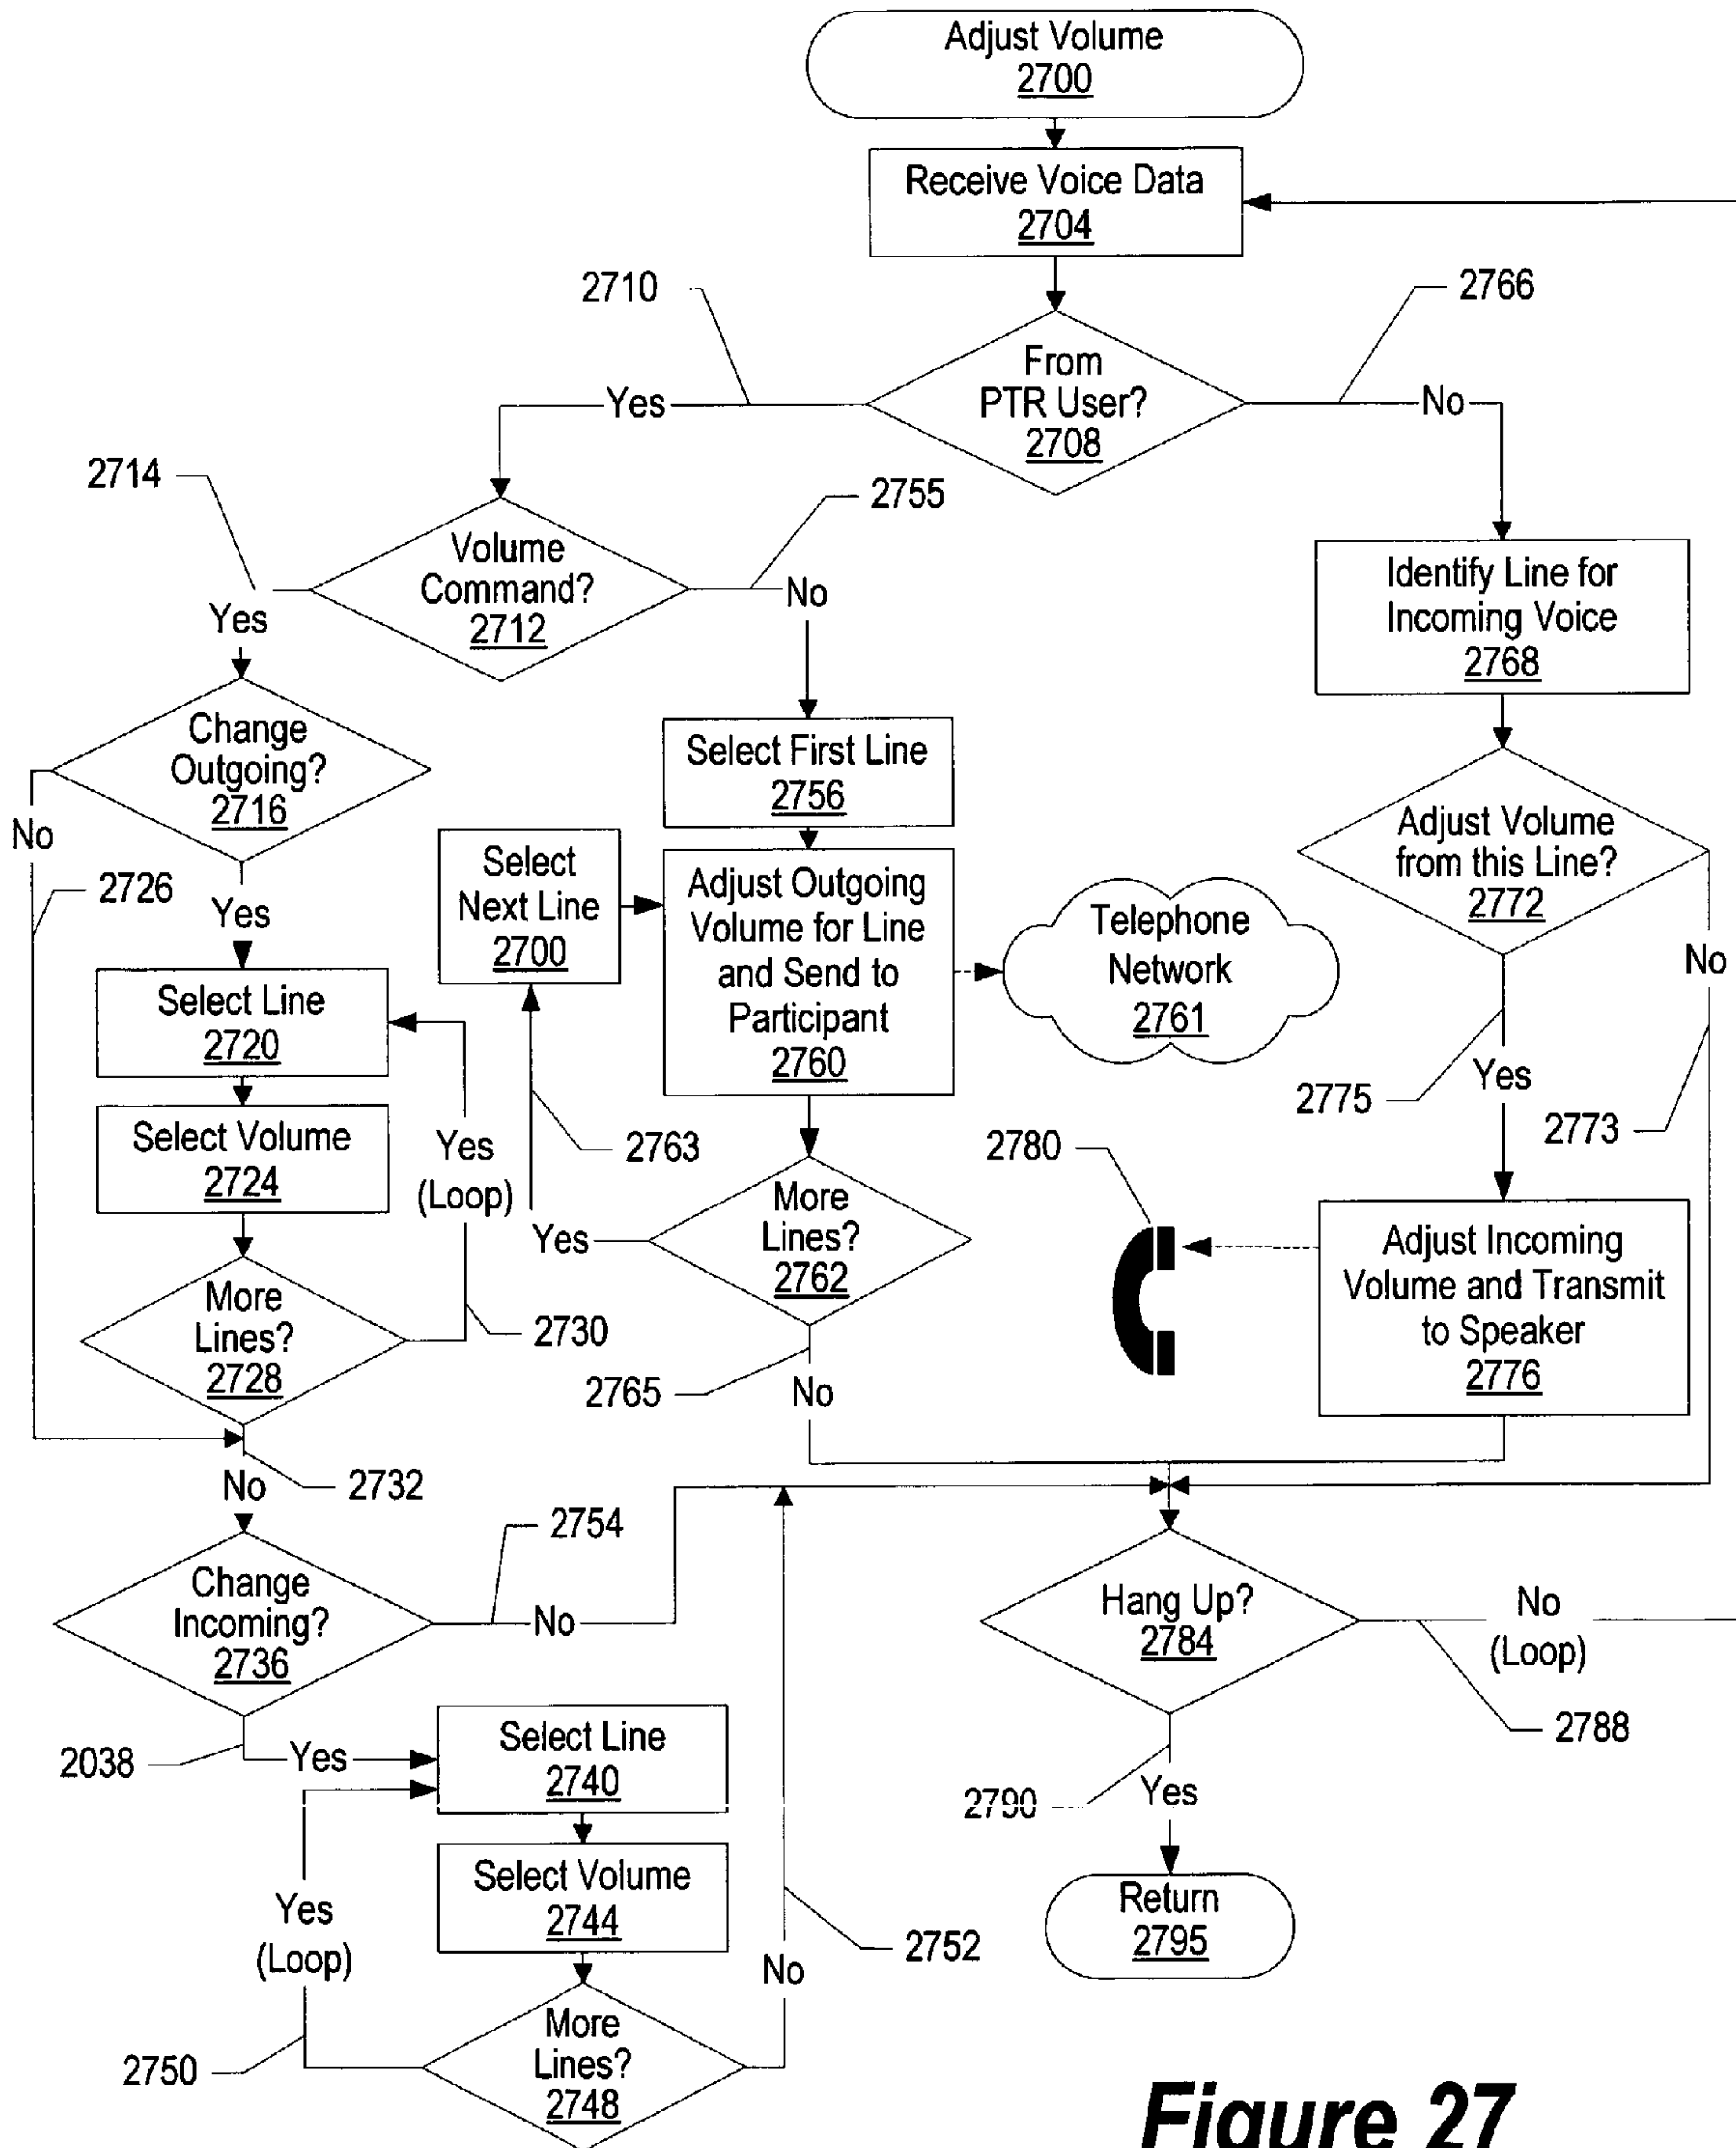 Adjust Volume
2700
Receive Voice Data
2704
2710
2766
From
PTR User?
2708
Yes
No
2714
2755
Volume
Command?
2712
No
Yes
Identify Line for
Incoming Voice
2768
Change
Outgoing?
2716
No
Select First Line
2756
Adjust Volume
from this Line?
2772
No
2726
Yes
Select
Next Line
2700
Adjust Outgoing
Volume for Line
and Send to
Participant
2760
Telephone
Network
2761
Select Line
2720
Select Volume
2724
Yes
(Loop)
2763
2775
Yes
2773
2780
More
Lines?
2762
Yes
Adjust Incoming
Volume and Transmit
to Speaker
2776
More
Lines?
2728
2730
2765
No
No
2732
2754
Change
Incoming?
2736
No
Hang Up?
2784
No
(Loop)
2788
2038
Yes
Select Line
2740
2790
Yes
Select Volume
2744
Yes
(Loop)
2752
No
Return
2795
2750
More
Lines?
2748
Figure 27